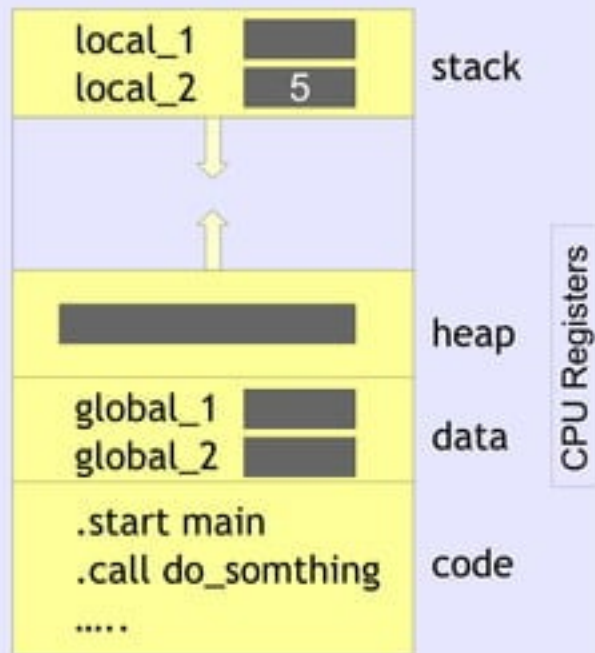 local_1
local_2 5
stack
heap
global_1
global_2
data
.start main
.call do_somthing
.....
code
CPU Registers